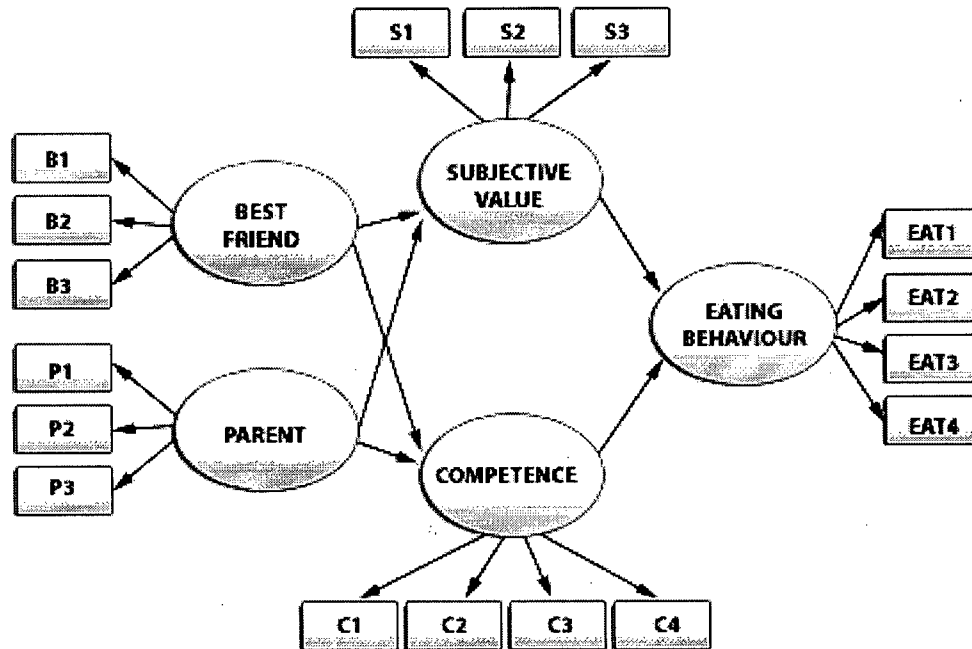 S1
S2
S3
B1
B2
B3
BEST
FRIEND
SUBJECTIVE
VALUE
EAT1
EAT2
EAT3
EAT4
EATING
BEHAVIOUR
P1
P2
P3
PARENT
COMPETENCE
C1
C2
C3
C4